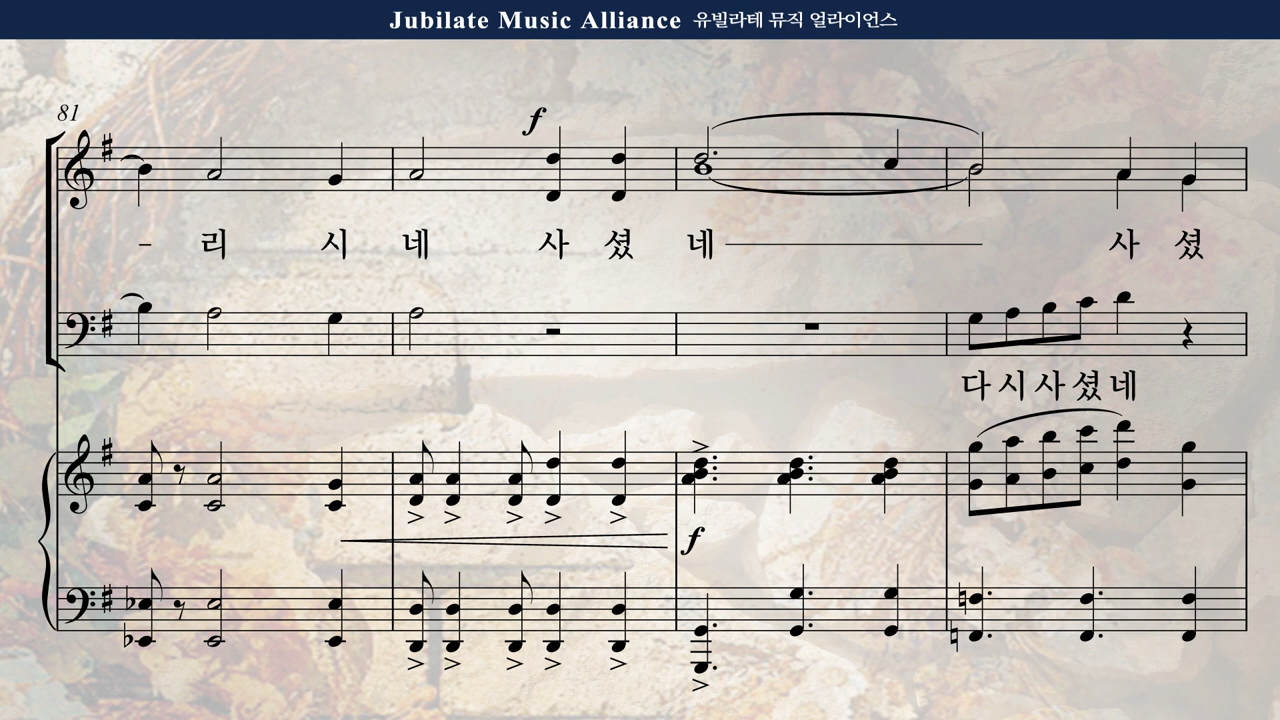 Jubilate Music Alliance 유빌라테 뮤직 얼라이언스
81
f
- 리 시 네 사 셨 네 사 셨
다 시 사 셨 네
f